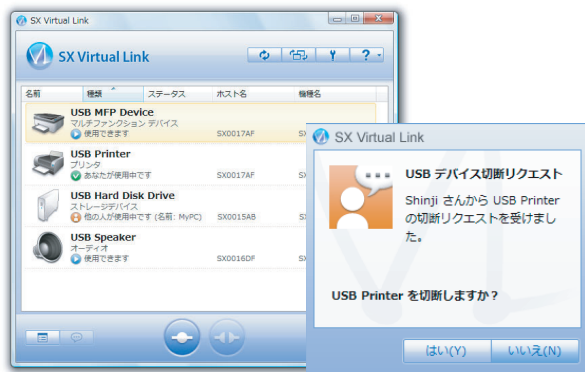 SX Virtual Link
SX Virtual Link
?
名前 種類 ステータス ホスト名 機種名
USB MFP Device
マルチファンクション デバイス
使用できます SX0017AF
USB Printer
プリンタ
あなたが使用中です SX0017AF
USB Hard Disk Drive
ストレージデバイス
他の人が使用中です (名前: MyPC) SX0015AB
USB Speaker
オーディオ
使用できます SX0016DF
SX Virtual Link
USB デバイス切断リクエスト
Shinji さんから USB Printer
の切断リクエストを受けまし
た。
USB Printer を切断しますか？
はい(Y) いいえ(N)